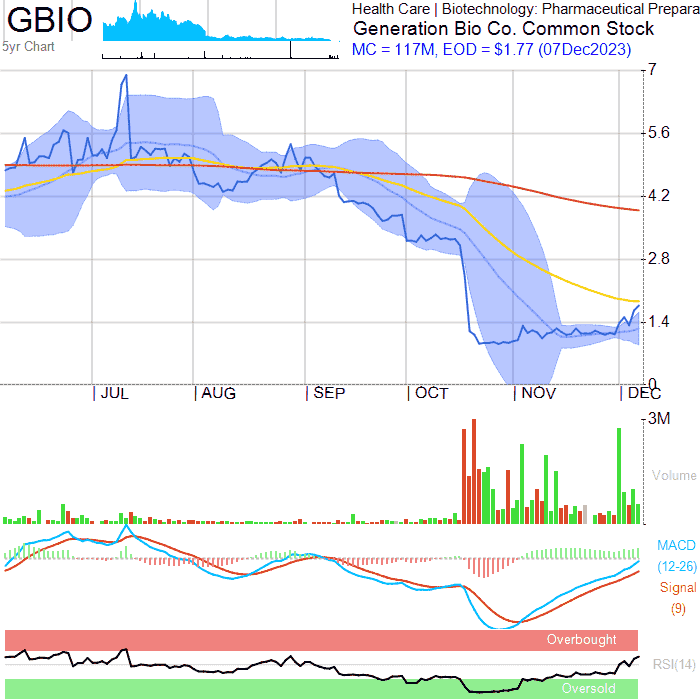 GBIO
5yr Chart
Health Care | Biotechnology: Pharmaceutical Prepara
Generation Bio Co. Common Stock
MC = 117M, EOD = $1.77 (07Dec2023)
7
5.6
4.2
2.8
1.4
0
JUL
AUG
SEP
OCT
NOV
DEC
3M
Volume
MACD
(12-26)
Signal
(9)
Overbought
RSI(14)
Oversold